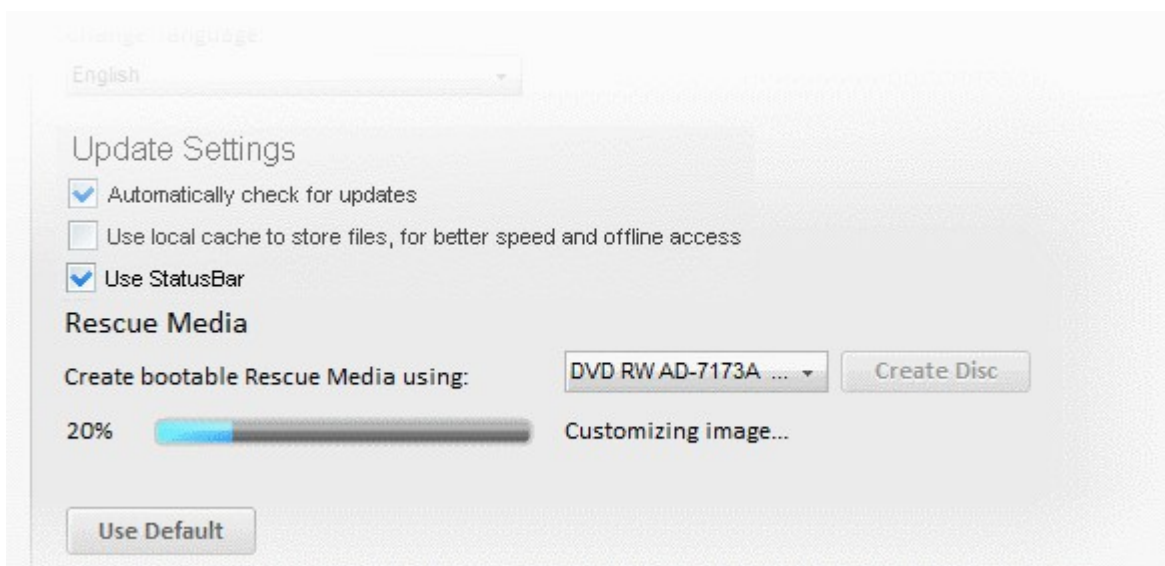 Change language:
English
Update Settings
Automatically check for updates
Use local cache to store files, for better speed and offline access
Use StatusBar
Rescue Media
Create bootable Rescue Media using: DVD RW AD-7173A ... Create Disc
20% Customizing image...
Use Default